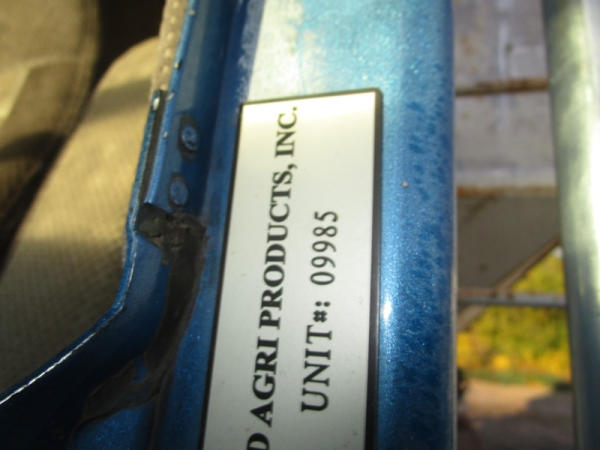 D AGRI PRODUCTS, INC.
UNIT#: 09985